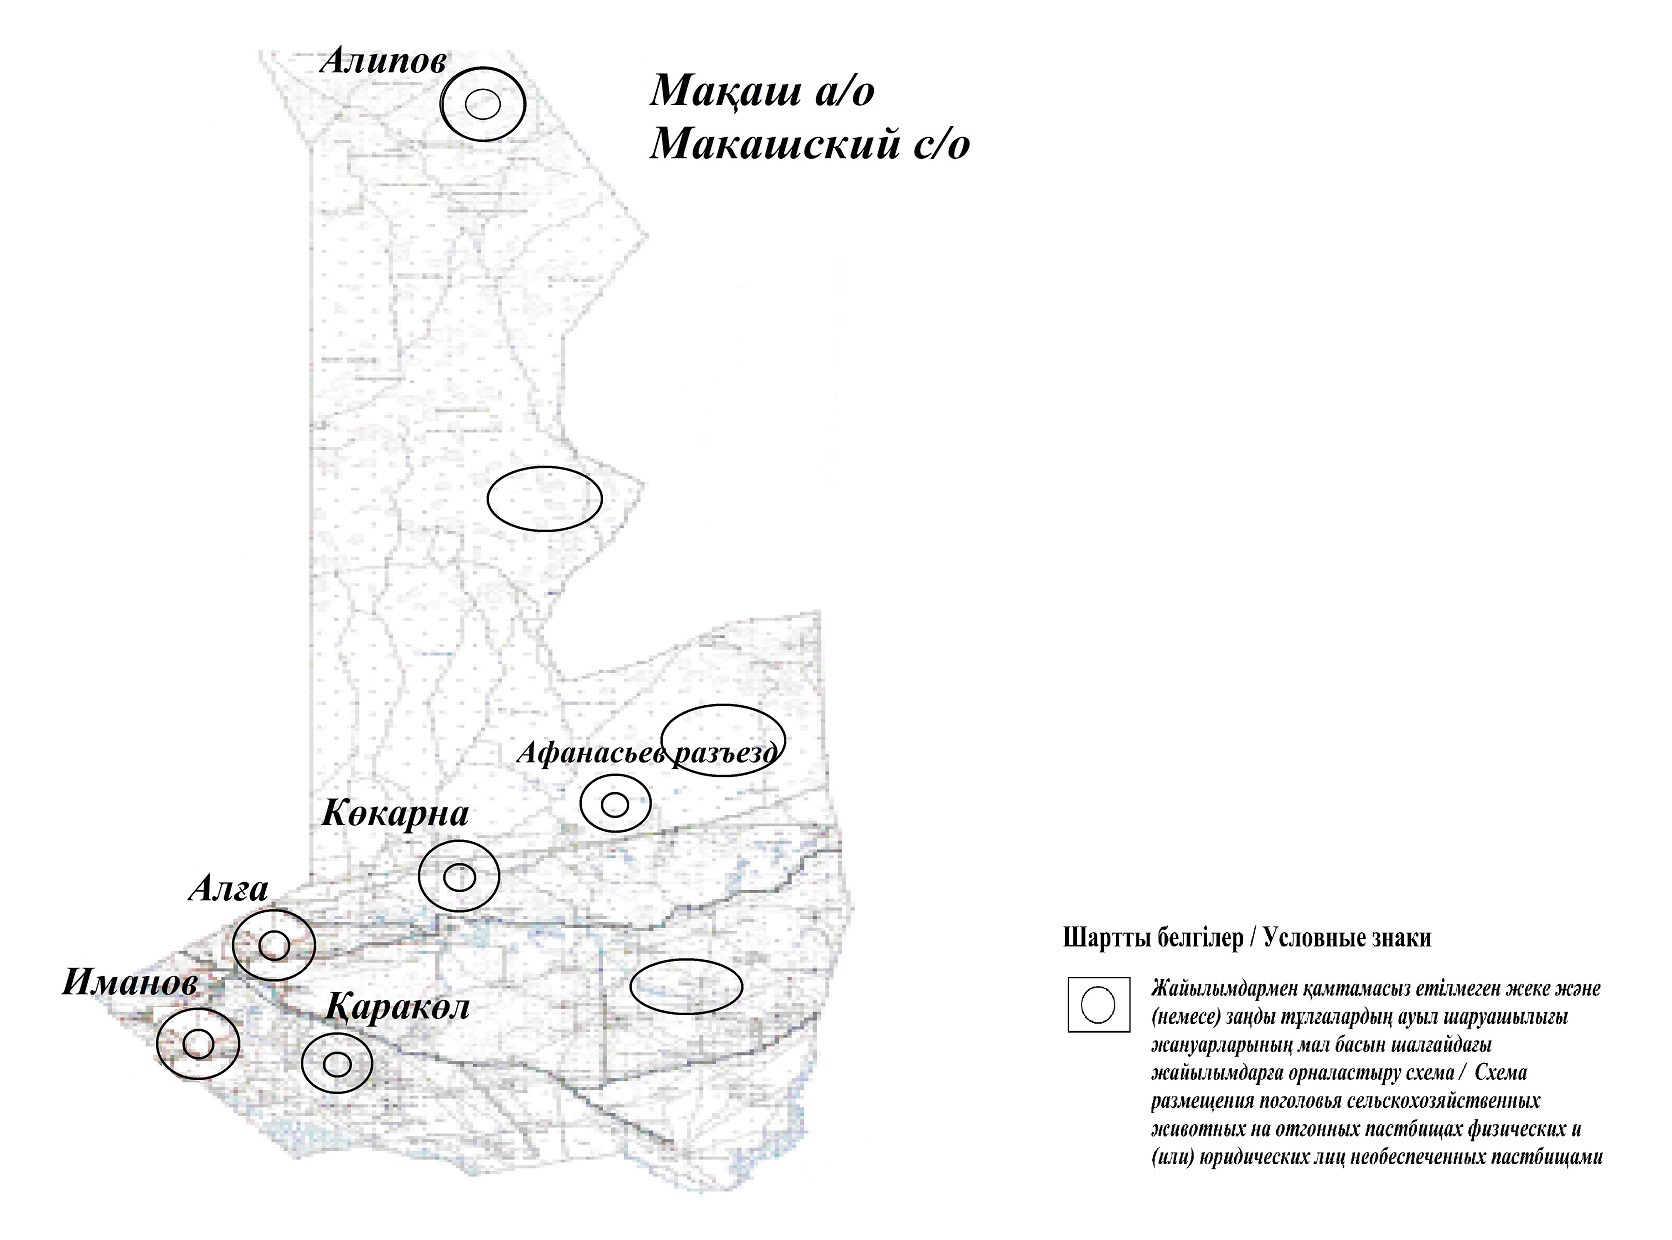 Алипов
Мақаш а/о
Макашский с/о
Афанасьев разъезд
Көкарна
Алға
Иманов
Қаракөл
Шартты белгілер / Условные знаки
Жайылымдармен қамтамасыз етілмеген жеке және
(немесе) заңды тұлғалардың ауыл шаруашылығы
жануарларының мал басын шалғайдағы
жайылымдарға орналастыру схема / Схема
размещения поголовья сельскохозяйственных
животных на отгонных пастбищах физических и
(или) юридических лиц необеспеченных пастбищами